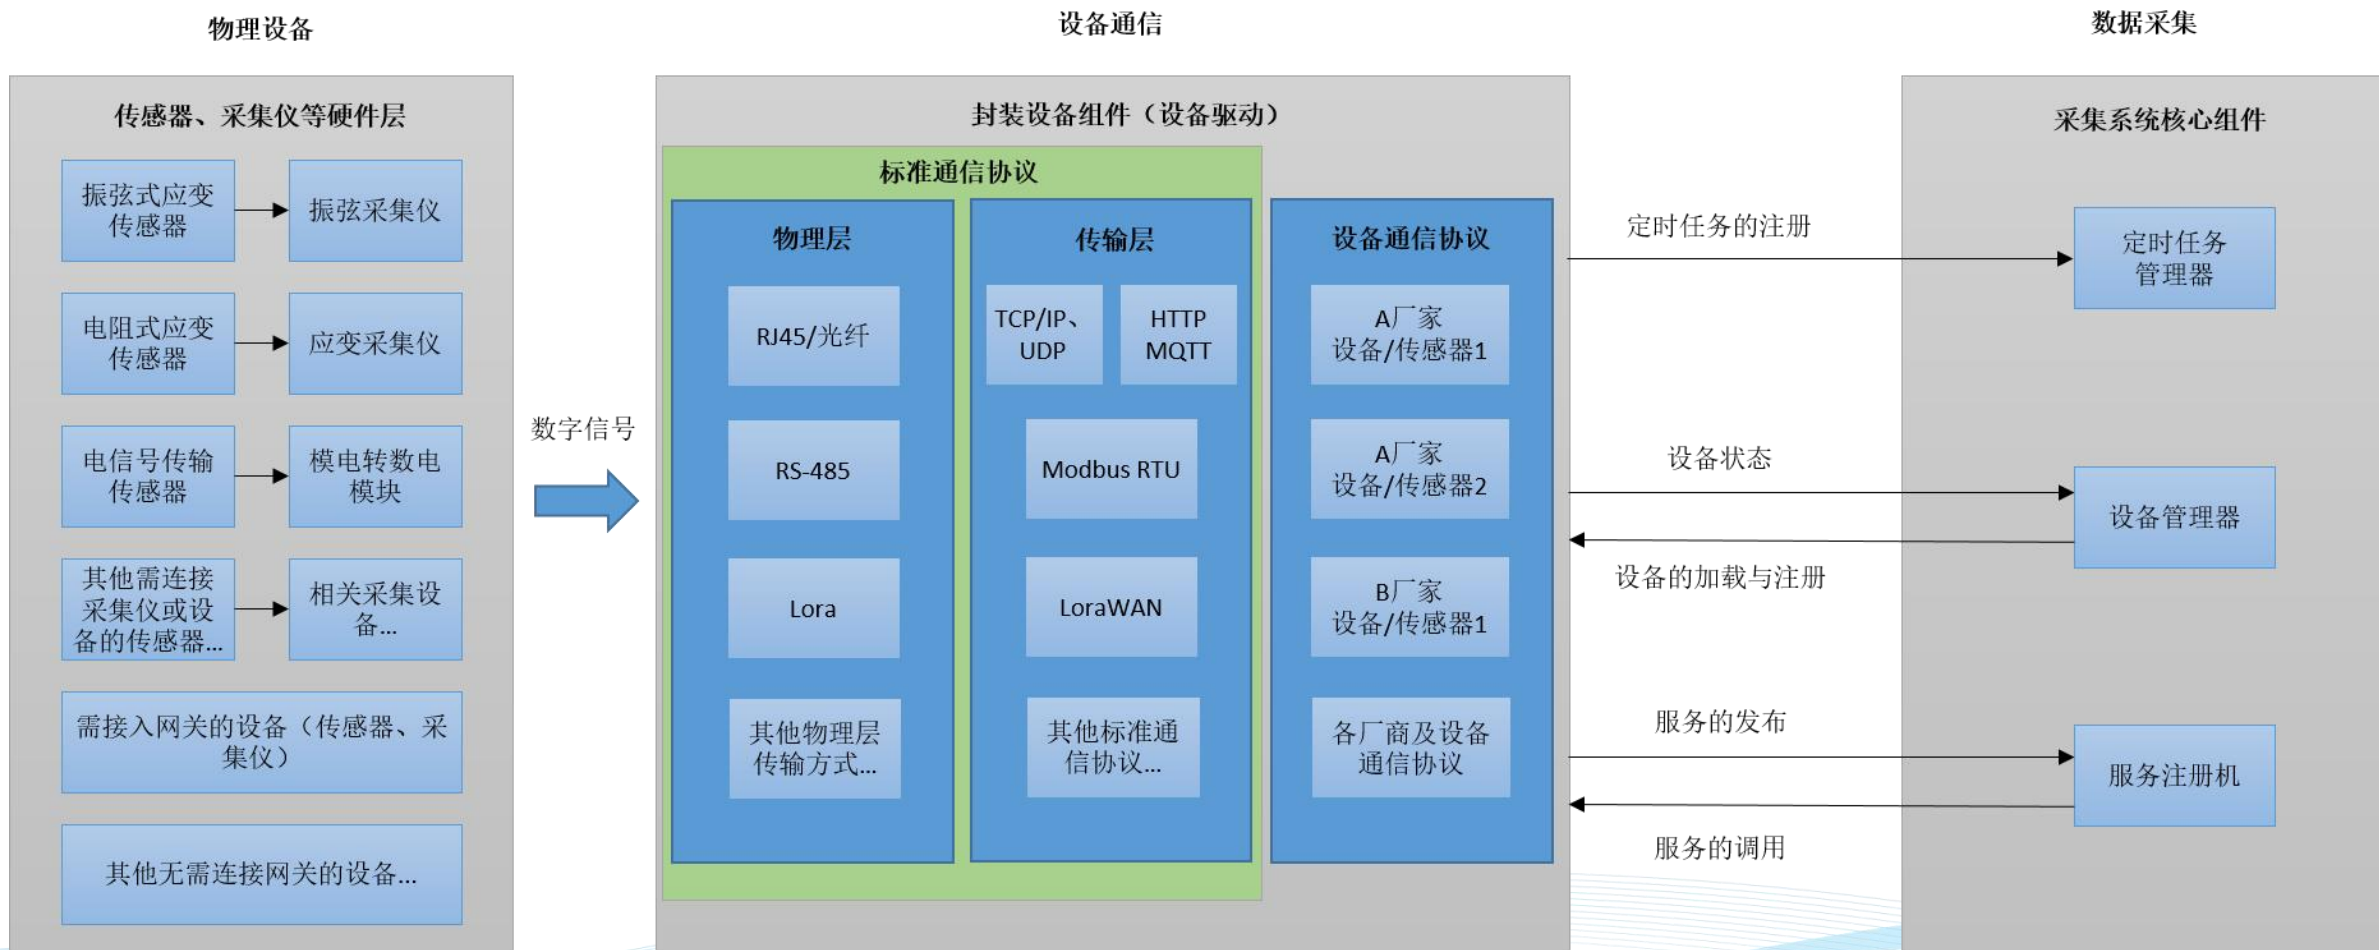 物理设备
设备通信
数据采集
传感器、采集仪等硬件层
振弦式应变
传感器
振弦采集仪
电阻式应变
传感器
应变采集仪
电信号传输
传感器
模电转数电
模块
其他需连接
采集仪或设
备的传感器...
相关采集设
备...
需接入网关的设备（传感器、采
集仪）
其他无需连接网关的设备...
数字信号
封装设备组件（设备驱动）
标准通信协议
物理层
RJ45/光纤
RS-485
Lora
其他物理层
传输方式...
传输层
TCP/IP、
UDP
HTTP
MQTT
Modbus RTU
LoraWAN
其他标准通
信协议...
设备通信协议
A厂家
设备/传感器1
A厂家
设备/传感器2
B厂家
设备/传感器1
各厂商及设备
通信协议
定时任务的注册
设备状态
设备的加载与注册
服务的发布
服务的调用
采集系统核心组件
定时任务
管理器
设备管理器
服务注册机